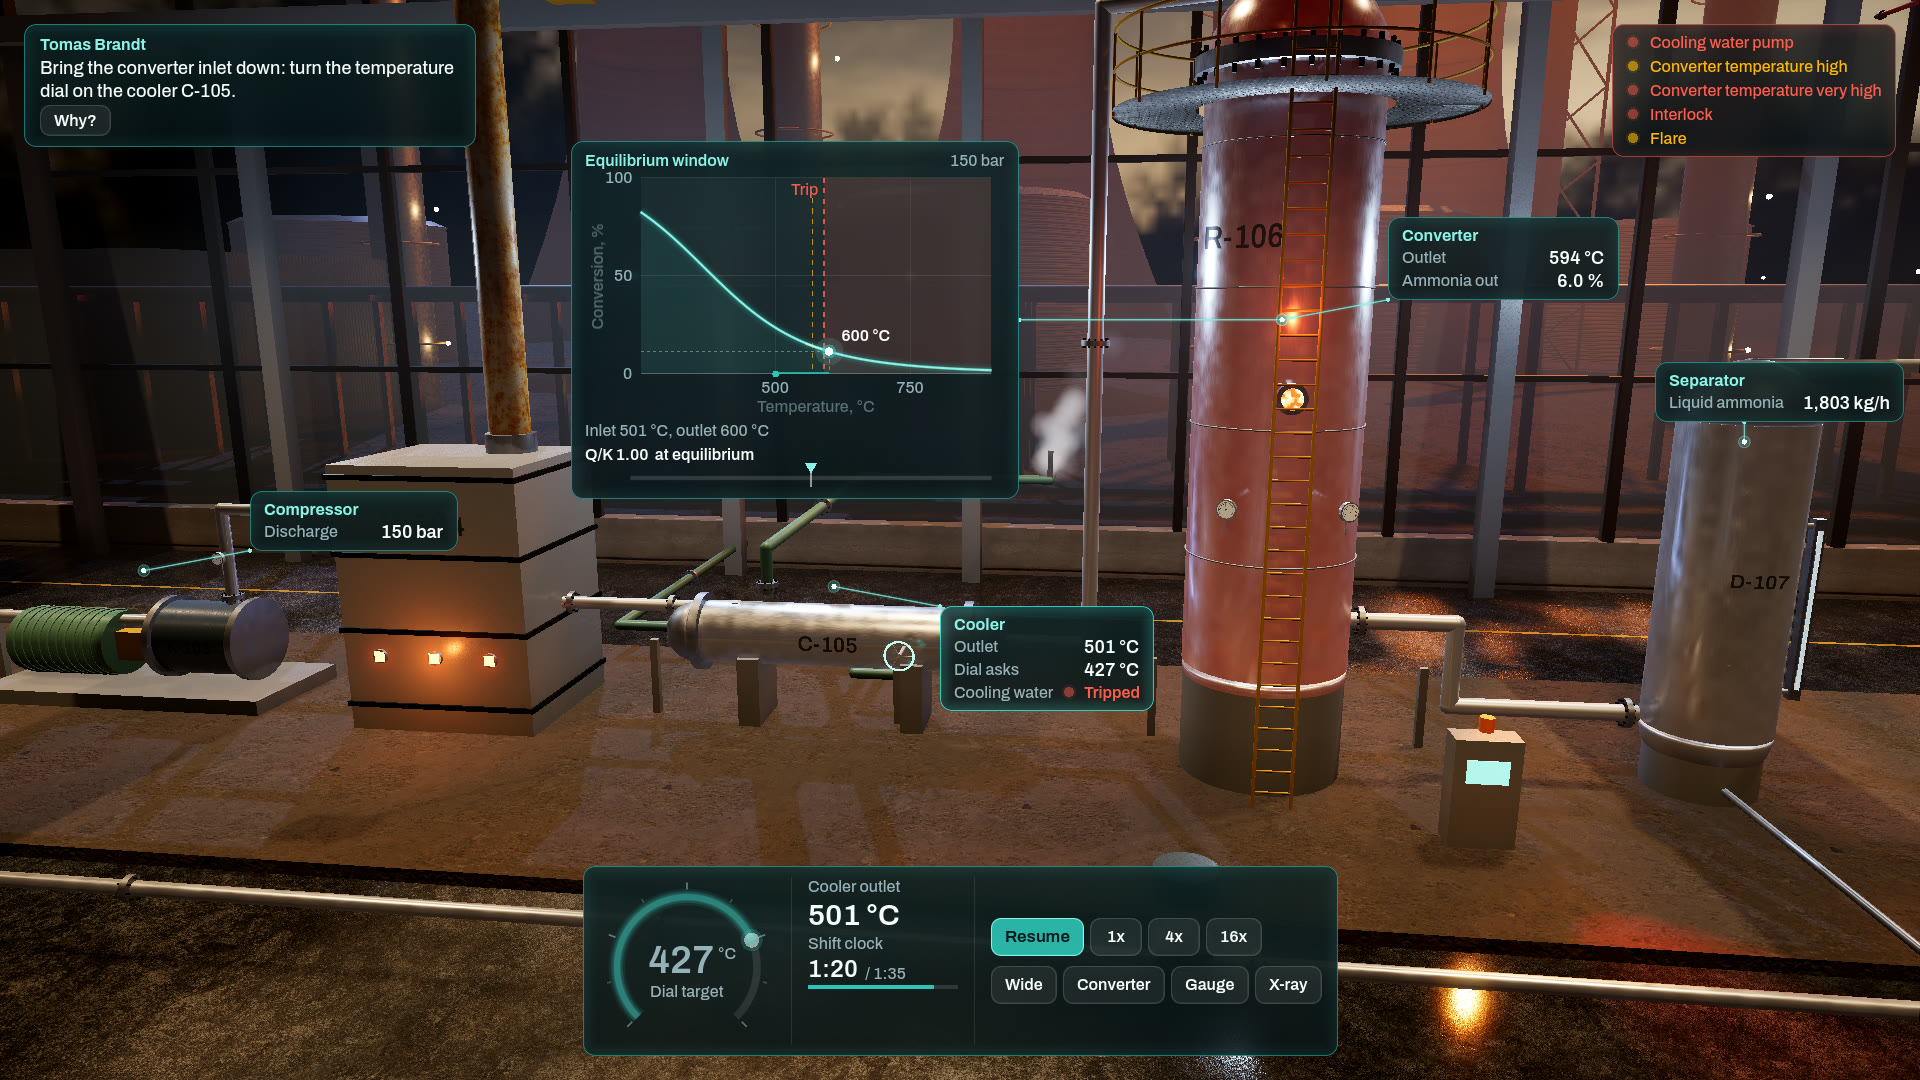 Tomas Brandt
Bring the converter inlet down: turn the temperature
dial on the cooler C-105.
Why?
Cooling water pump
Converter temperature high
Converter temperature very high
Interlock
Flare
Equilibrium window 150 bar
100
50
0
Conversion, %
Trip
600 °C
500 750
Temperature, °C
Inlet 501 °C, outlet 600 °C
Q/K 1.00 at equilibrium
R-106
Converter
Outlet 594 °C
Ammonia out 6.0 %
Separator
Liquid ammonia 1,803 kg/h
Compressor
Discharge 150 bar
D-107
C-105
Cooler
Outlet 501 °C
Dial asks 427 °C
Cooling water Tripped
427 °C
Dial target
Cooler outlet
501 °C
Shift clock
1:20 / 1:35
Resume 1x 4x 16x
Wide Converter Gauge X-ray